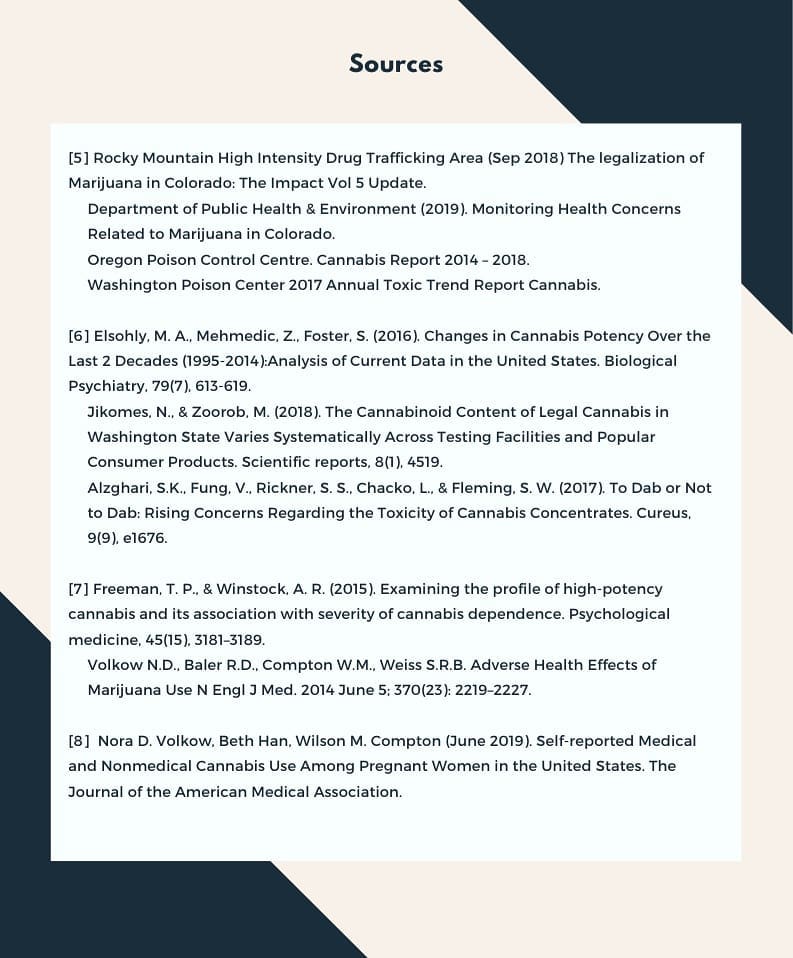 Sources
[5] Rocky Mountain High Intensity Drug Trafficking Area (Sep 2018) The legalization of
Marijuana in Colorado: The Impact Vol 5 Update.
Department of Public Health & Environment (2019). Monitoring Health Concerns
Related to Marijuana in Colorado.
Oregon Poison Control Centre. Cannabis Report 2014 – 2018.
Washington Poison Center 2017 Annual Toxic Trend Report Cannabis.
[6] Elsohly, M. A., Mehmedic, Z., Foster, S. (2016). Changes in Cannabis Potency Over the
Last 2 Decades (1995-2014):Analysis of Current Data in the United States. Biological
Psychiatry, 79(7), 613-619.
Jikomes, N., & Zoorob, M. (2018). The Cannabinoid Content of Legal Cannabis in
Washington State Varies Systematically Across Testing Facilities and Popular
Consumer Products. Scientific reports, 8(1), 4519.
Alzghari, S.K., Fung, V., Rickner, S. S., Chacko, L., & Fleming, S. W. (2017). To Dab or Not
to Dab: Rising Concerns Regarding the Toxicity of Cannabis Concentrates. Cureus,
9(9), e1676.
[7] Freeman, T. P., & Winstock, A. R. (2015). Examining the profile of high-potency
cannabis and its association with severity of cannabis dependence. Psychological
medicine, 45(15), 3181–3189.
Volkow N.D., Baler R.D., Compton W.M., Weiss S.R.B. Adverse Health Effects of
Marijuana Use N Engl J Med. 2014 June 5; 370(23): 2219–2227.
[8]  Nora D. Volkow, Beth Han, Wilson M. Compton (June 2019). Self-reported Medical
and Nonmedical Cannabis Use Among Pregnant Women in the United States. The
Journal of the American Medical Association.